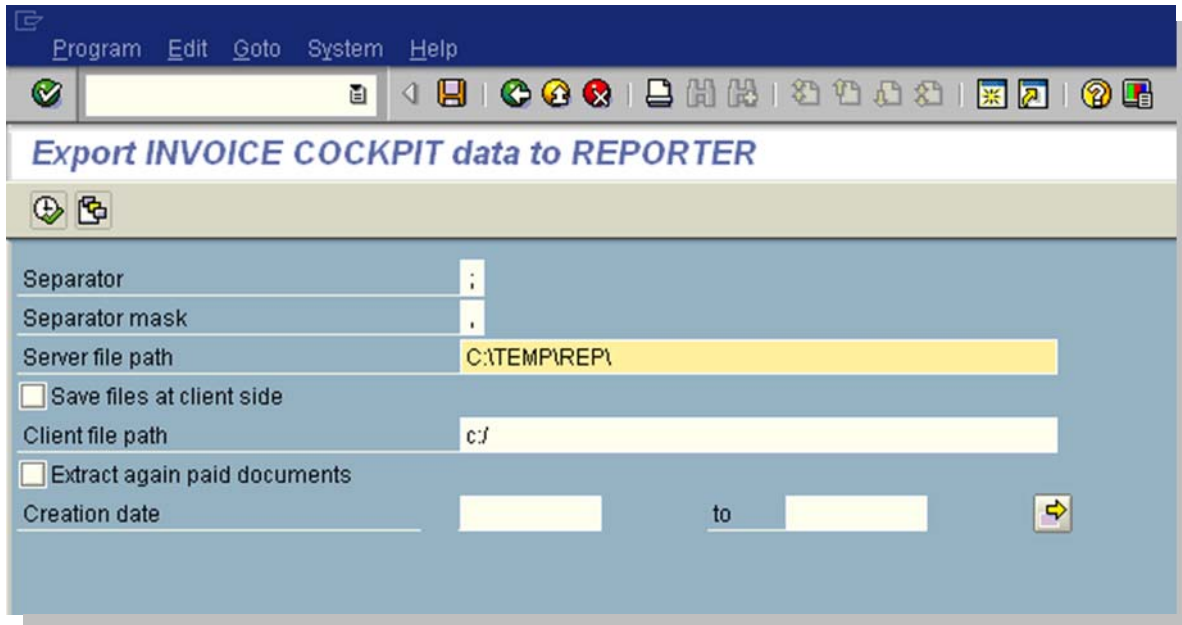 Program Edit Goto System Help
Export INVOICE COCKPIT data to REPORTER
Separator ;
Separator mask ,
Server file path C:\TEMP\REP\
Save files at client side
Client file path c:/
Extract again paid documents
Creation date to